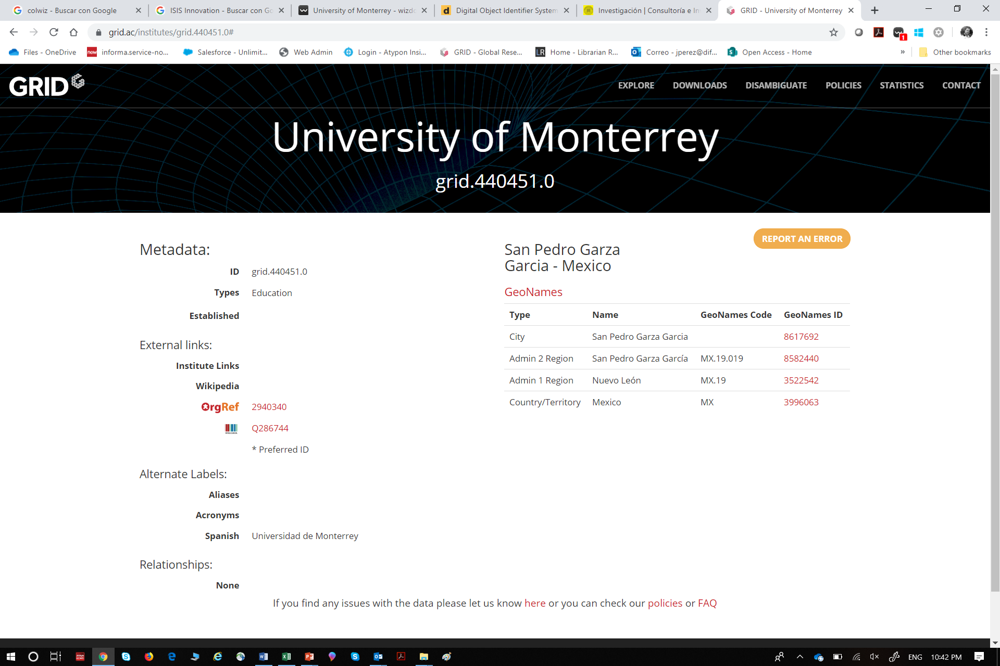 colwiz - Buscar con Google
ISIS Innovation - Buscar con Go
University of Monterrey - wizdo
Digital Object Identifier System
Investigación | Consultoría e In
GRID - University of Monterrey
grid.ac/institutes/grid.440451.0#
1
Files - OneDrive
now
informa.service-no...
Salesforce - Unlimit...
Web Admin
Login - Atypon Insi...
GRID - Global Rese...
LR
Home - Librarian R...
Correo - jperez@dif...
Open Access - Home
»
Other bookmarks
GRID
EXPLORE
DOWNLOADS
DISAMBIGUATE
POLICIES
STATISTICS
CONTACT
University of Monterrey
grid.440451.0
REPORT AN ERROR
Metadata:
ID grid.440451.0
Types Education
Established
External links:
Institute Links
Wikipedia
OrgRef 2940340
WIKIDATA Q286744
* Preferred ID
Alternate Labels:
Aliases
Acronyms
Spanish Universidad de Monterrey
Relationships:
None
San Pedro Garza
Garcia - Mexico
GeoNames
Type Name GeoNames Code GeoNames ID
City San Pedro Garza Garcia 8617692
Admin 2 Region San Pedro Garza García MX.19.019 8582440
Admin 1 Region Nuevo León MX.19 3522542
Country/Territory Mexico MX 3996063
If you find any issues with the data please let us know here or you can check our policies or FAQ
ENG
10:42 PM